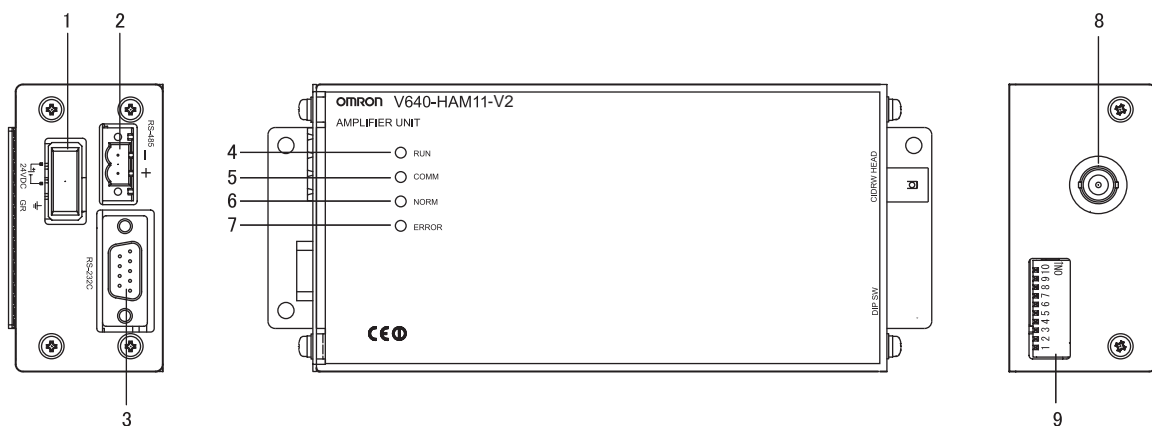 1
2
RS-485
24VDC
GR
RS-232C
3
OMRON V640-HAM11-V2
AMPLIFIER UNIT
4
RUN
5
COMM
6
NORM
7
ERROR
CIDRW HEAD
DIP SW
CE
8
ON
1 2 3 4 5 6 7 8 9 10
9